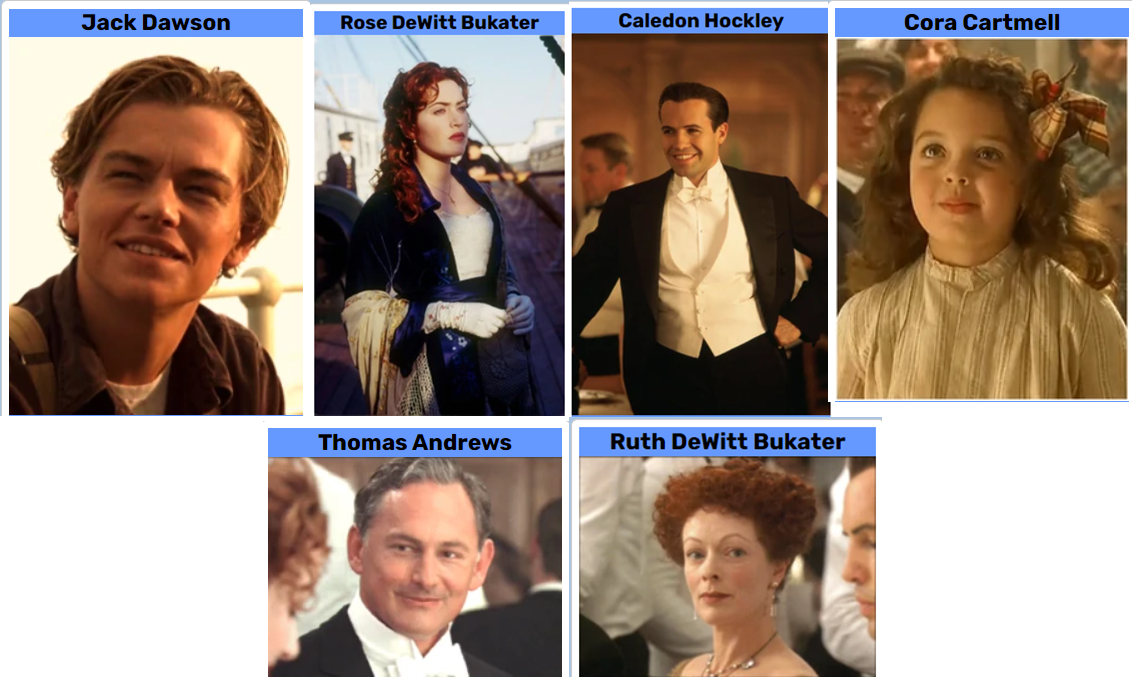 Jack Dawson
Rose DeWitt Bukater
Caledon Hockley
Cora Cartmell
Thomas Andrews
Ruth DeWitt Bukater